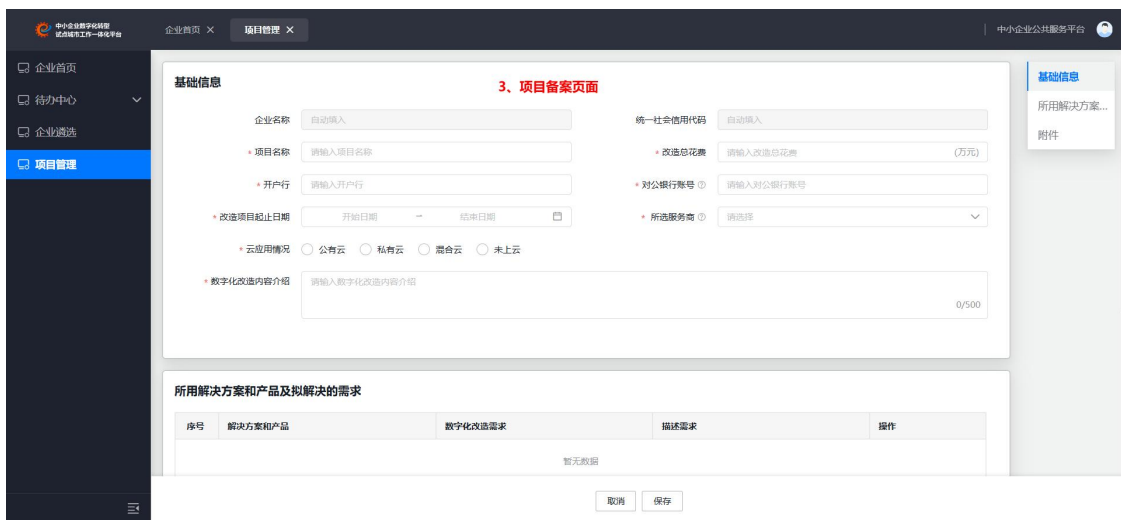 中小企业数字化转型
试点城市工作一体化平台
企业首页 ×
项目管理 ×
中小企业公共服务平台
企业首页
待办中心
企业遴选
项目管理
基础信息
3、项目备案页面
企业名称 自动填入 统一社会信用代码 自动填入
* 项目名称 请输入项目名称 * 改造总花费 请输入改造总花费 (万元)
* 开户行 请输入开户行 * 对公银行账号 请输入对公银行账号
* 改造项目起止日期 开始日期 ~ 结束日期 * 所选服务商 请选择
* 云应用情况 公有云 私有云 混合云 未上云
* 数字化改造内容介绍 请输入数字化改造内容介绍
0/500
所用解决方案和产品及拟解决的需求
序号 解决方案和产品 数字化改造需求 描述需求 操作
暂无数据
取消 保存
基础信息
所用解决方案...
附件